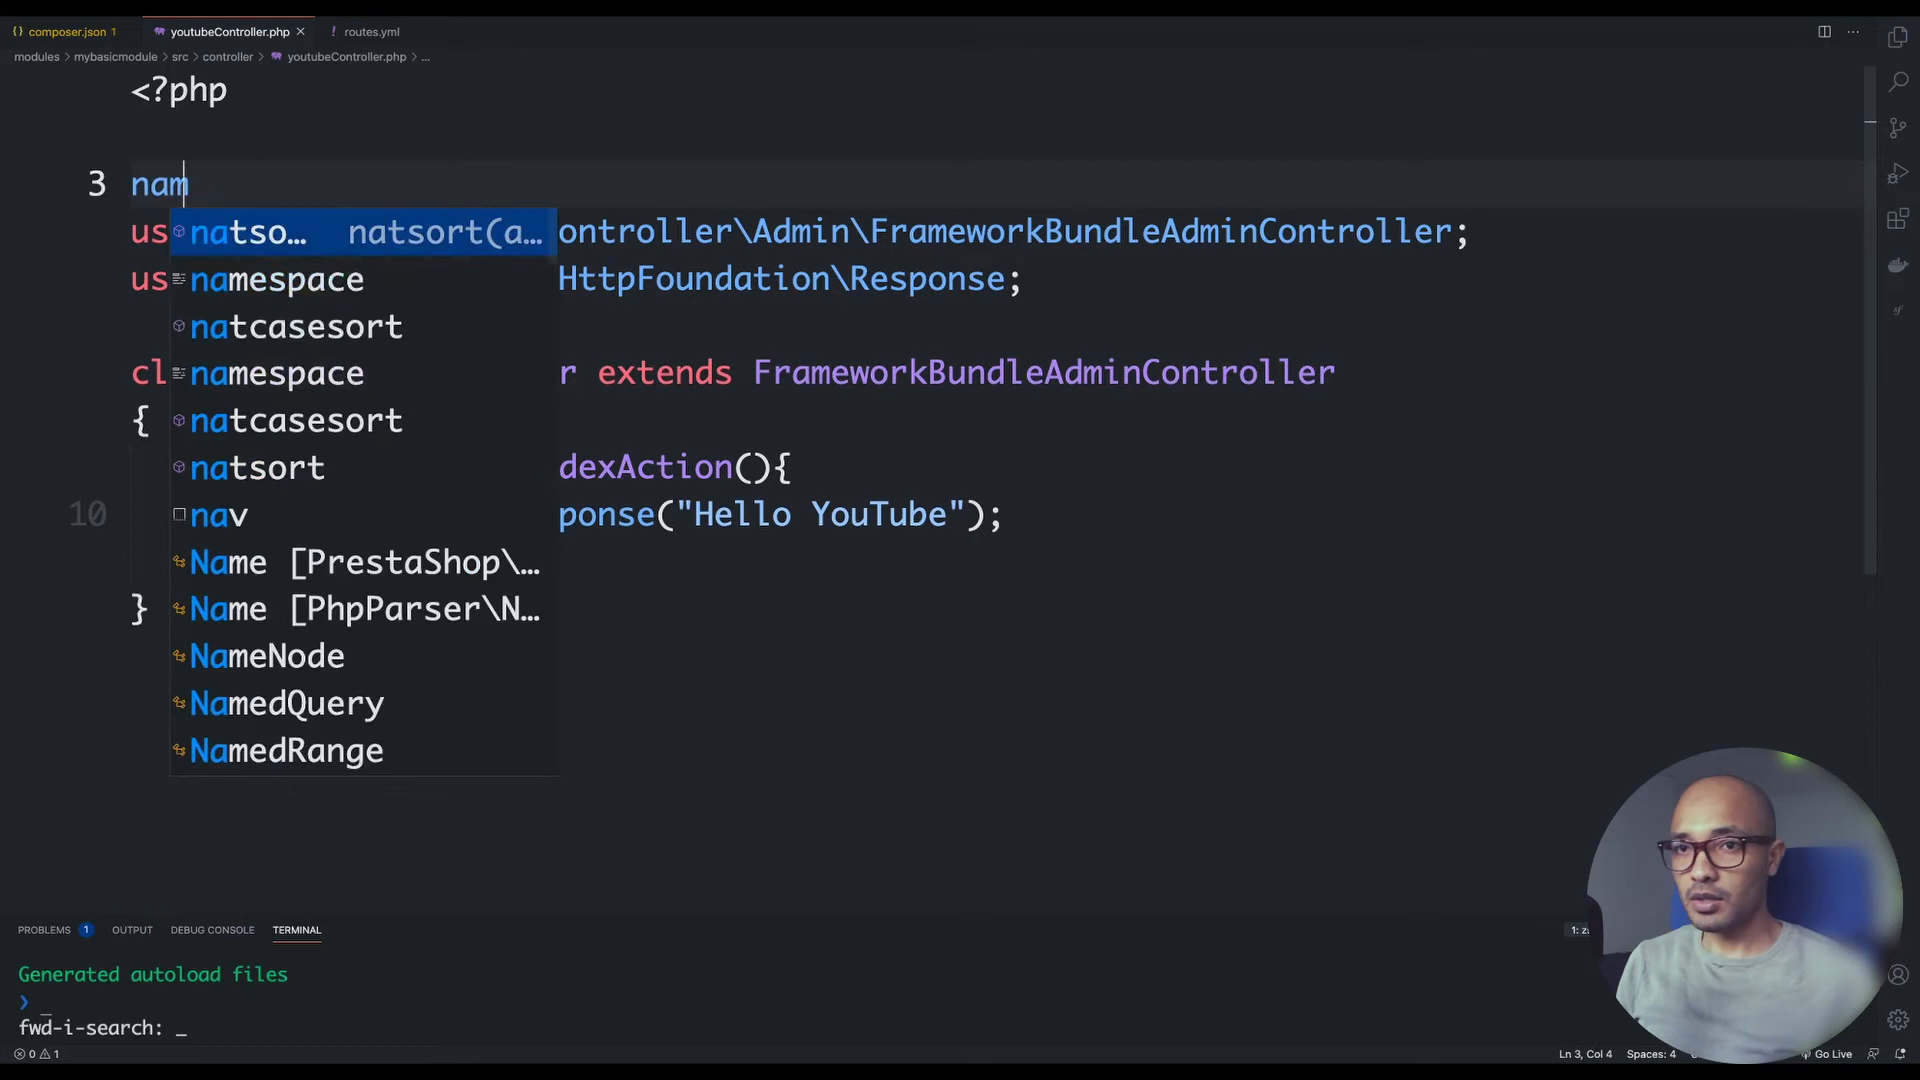 composer.json 1 youtubeController.php routes.yml
modules > mybasicmodule > src > controller > youtubeController.php > ...
<?php
3 nam
us natso... natsort(a... ontroller\Admin\FrameworkBundleAdminController;
us namespace HttpFoundation\Response;
natcasesort
cl namespace r extends FrameworkBundleAdminController
{ natcasesort
natsort dexAction(){
10 nav ponse("Hello YouTube");
Name [PrestaShop\...
} Name [PhpParser\N...
NameNode
NamedQuery
NamedRange
PROBLEMS 1 OUTPUT DEBUG CONSOLE TERMINAL 1: zs
Generated autoload files
❯ _
fwd-i-search: _
0 1 Ln 3, Col 4 Spaces: 4 Go Live